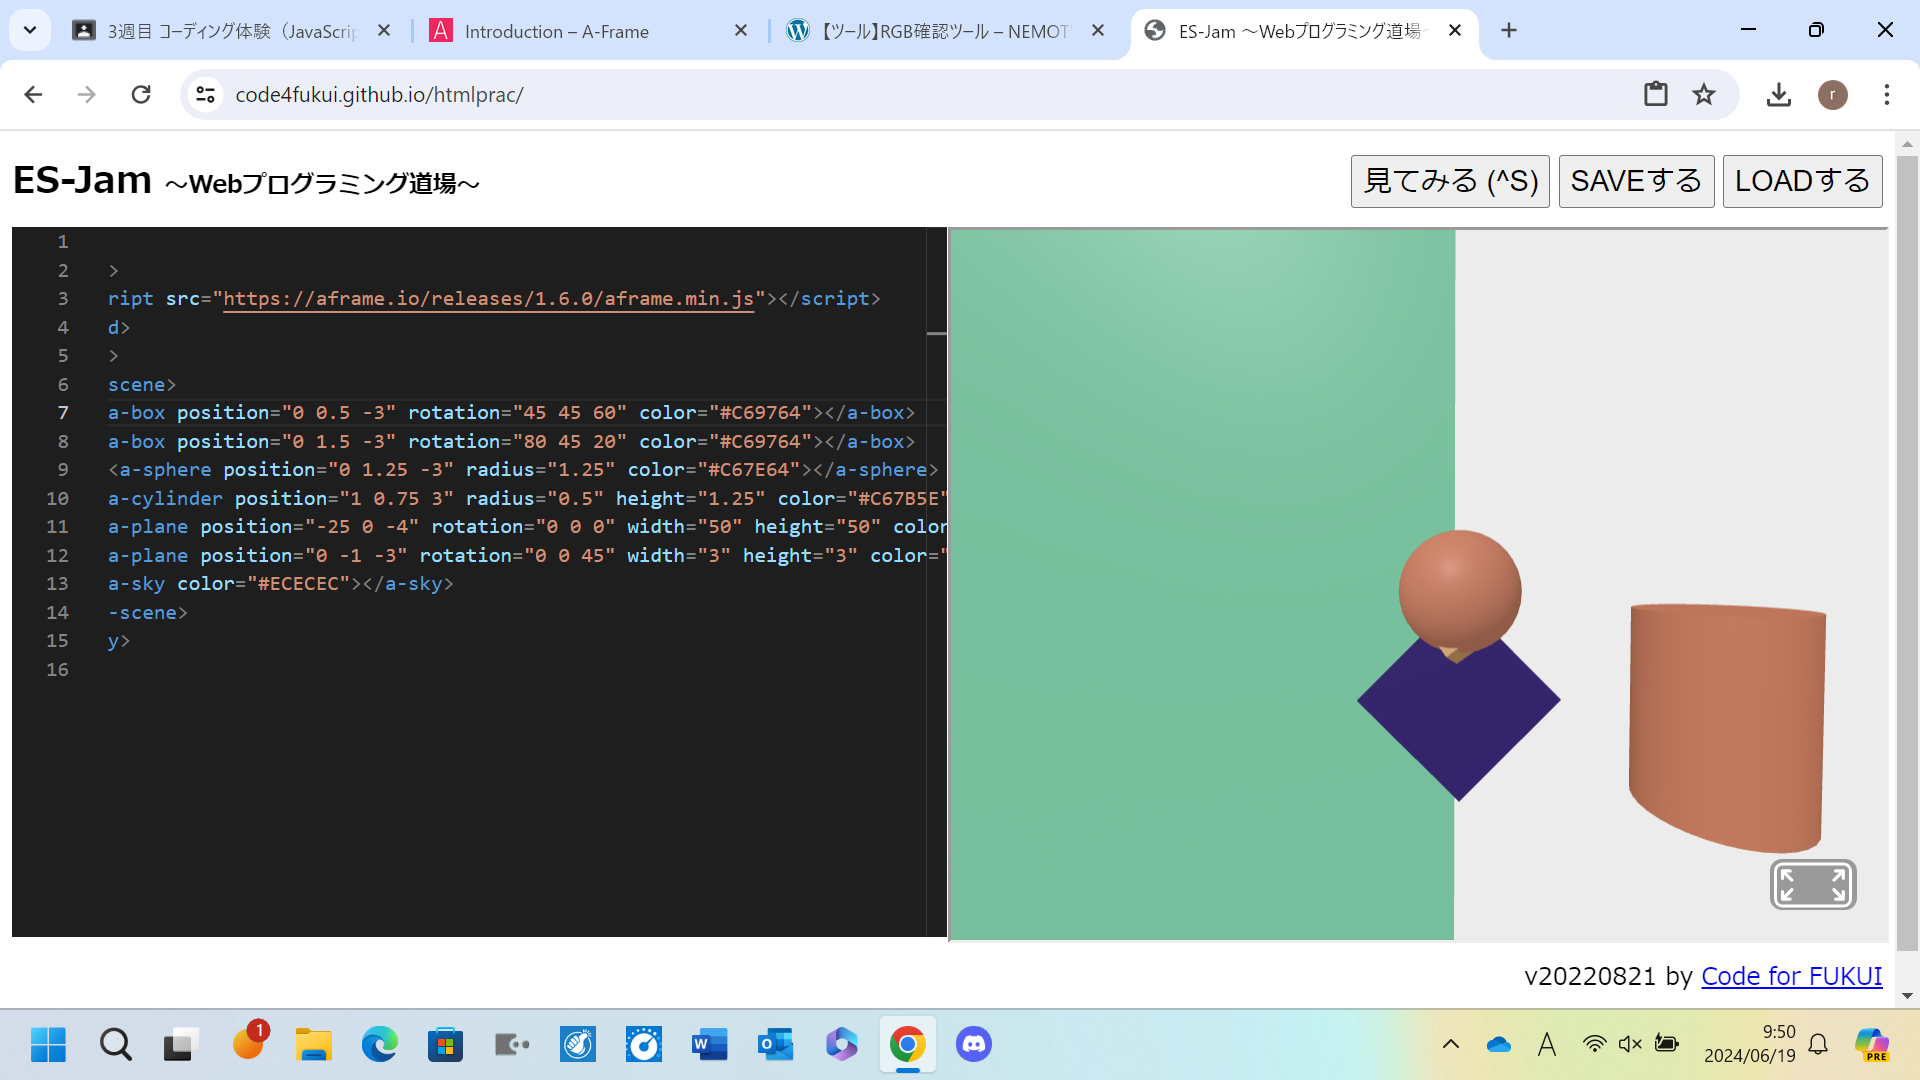 3週目 コーディング体験（JavaScrip
Introduction – A-Frame
【ツール】RGB確認ツール – NEMOT
ES-Jam ～Webプログラミング道場～
code4fukui.github.io/htmlprac/
r
ES-Jam ～Webプログラミング道場～
見てみる (^S)
SAVEする
LOADする
1
2 >
3 ript src="https://aframe.io/releases/1.6.0/aframe.min.js"></script>
4 d>
5 >
6 scene>
7 a-box position="0 0.5 -3" rotation="45 45 60" color="#C69764"></a-box>
8 a-box position="0 1.5 -3" rotation="80 45 20" color="#C69764"></a-box>
9 <a-sphere position="0 1.25 -3" radius="1.25" color="#C67E64"></a-sphere>
10 a-cylinder position="1 0.75 3" radius="0.5" height="1.25" color="#C67B5E"
11 a-plane position="-25 0 -4" rotation="0 0 0" width="50" height="50" color
12 a-plane position="0 -1 -3" rotation="0 0 45" width="3" height="3" color="
13 a-sky color="#ECECEC"></a-sky>
14 -scene>
15 y>
16
v20220821 by Code for FUKUI
1
A
9:50
2024/06/19
PRE